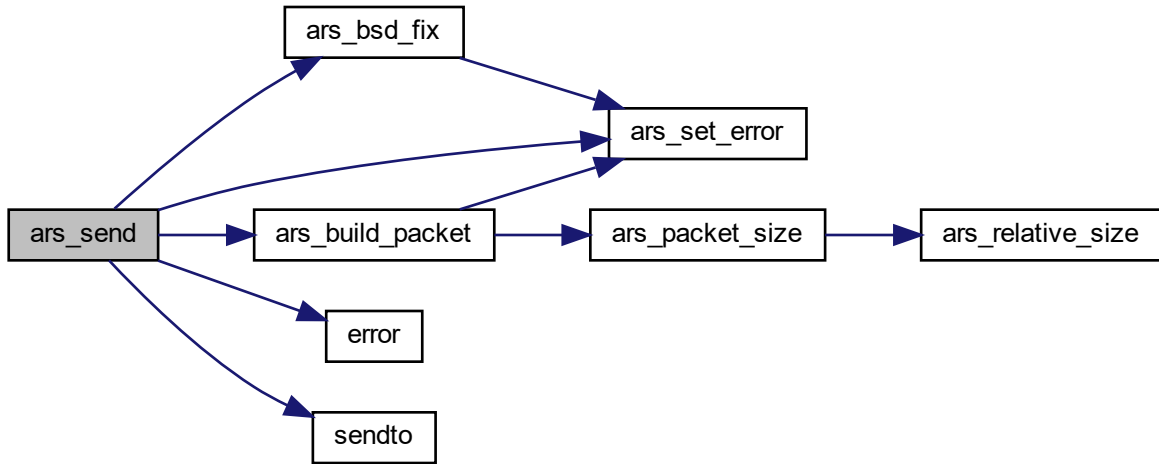 ars_bsd_fix
ars_set_error
ars_send
ars_build_packet
ars_packet_size
ars_relative_size
error
sendto